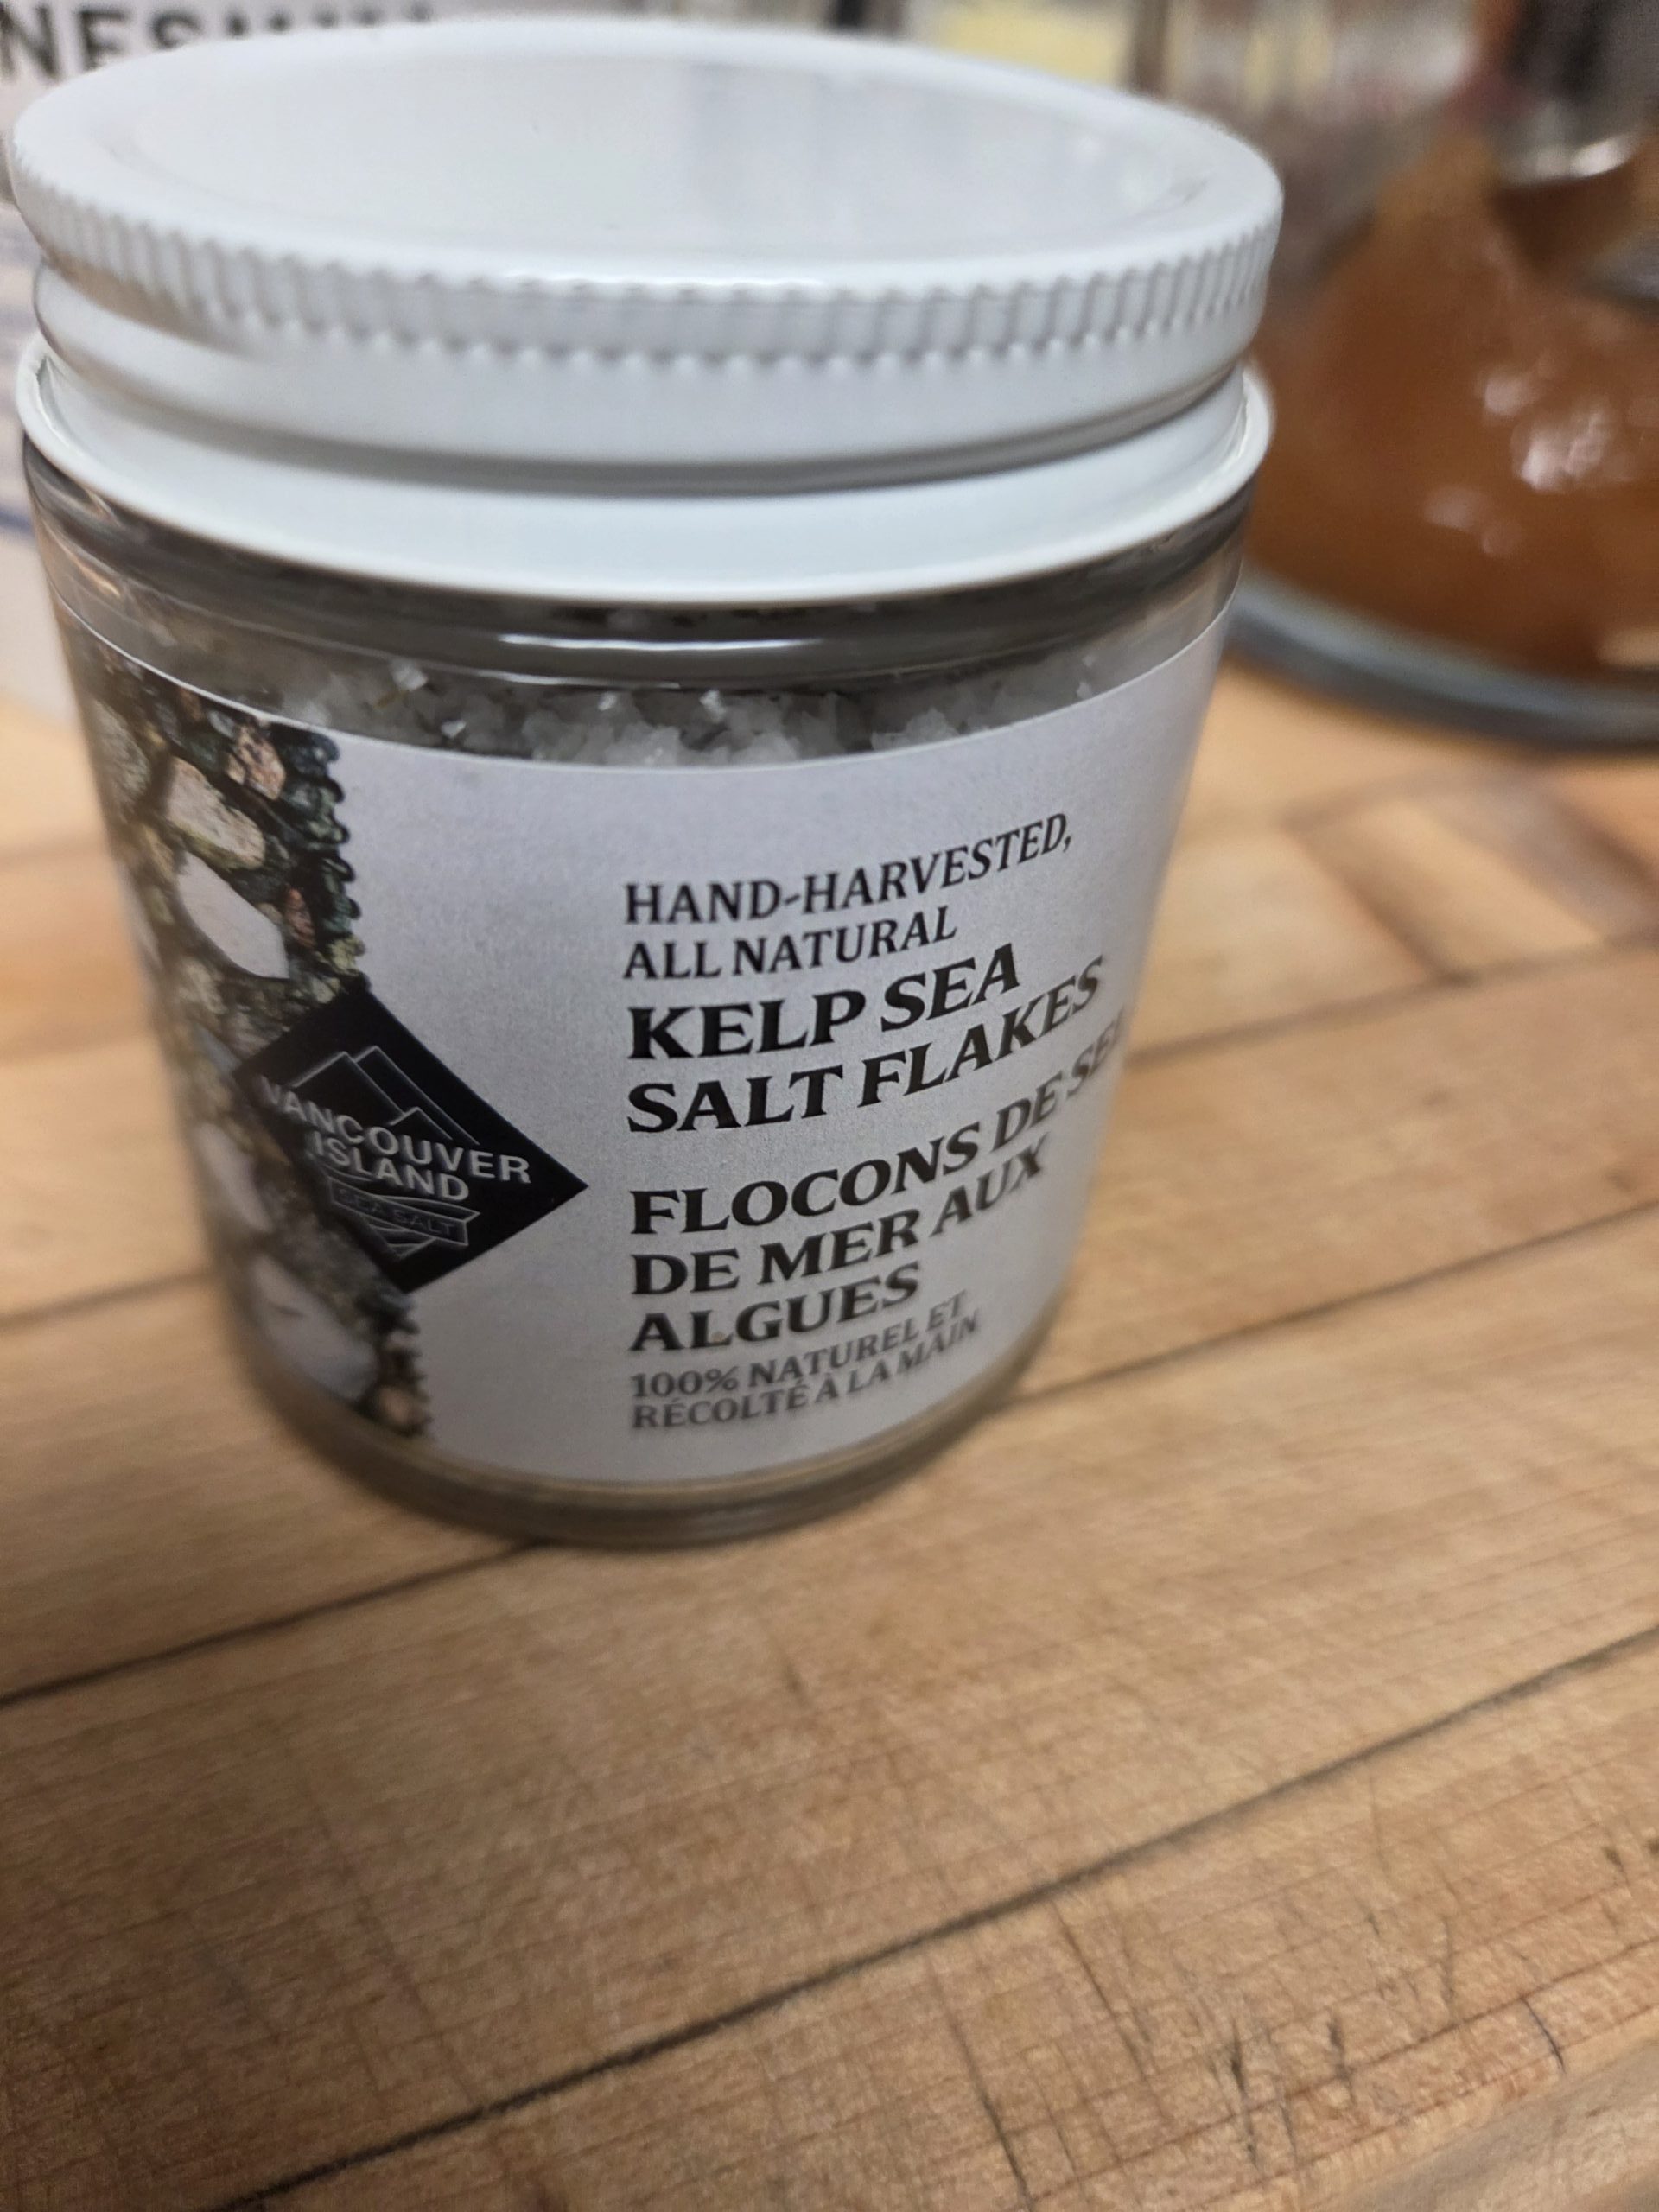 HAND-HARVESTED,
ALL NATURAL
KELP SEA
SALT FLAKES
FLOCONS DE SEL
DE MER AUX
ALGUES
100% NATUREL ET
RÉCOLTÉ À LA MAIN
VANCOUVER
ISLAND
SEA SALT